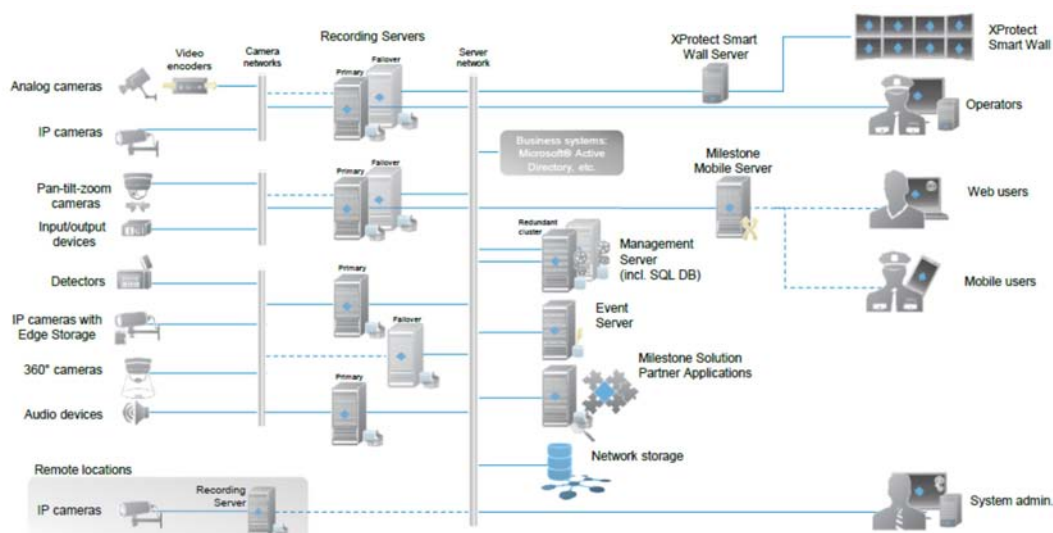 Recording Servers
Video
encoders
Camera
networks
Server
network
XProtect Smart
Wall Server
XProtect
Smart Wall
Analog cameras
Primary
Failover
Operators
IP cameras
Business systems:
Microsoft® Active
Directory, etc.
Milestone
Mobile Server
Pan-tilt-zoom
cameras
Primary
Failover
Web users
Input/output
devices
Redundant
cluster
Management
Server
(incl. SQL DB)
Detectors
Primary
Mobile users
IP cameras with
Edge Storage
Failover
Event
Server
360° cameras
Milestone Solution
Partner Applications
Primary
Audio devices
Network storage
Remote locations
Recording
Server
IP cameras
System admin.